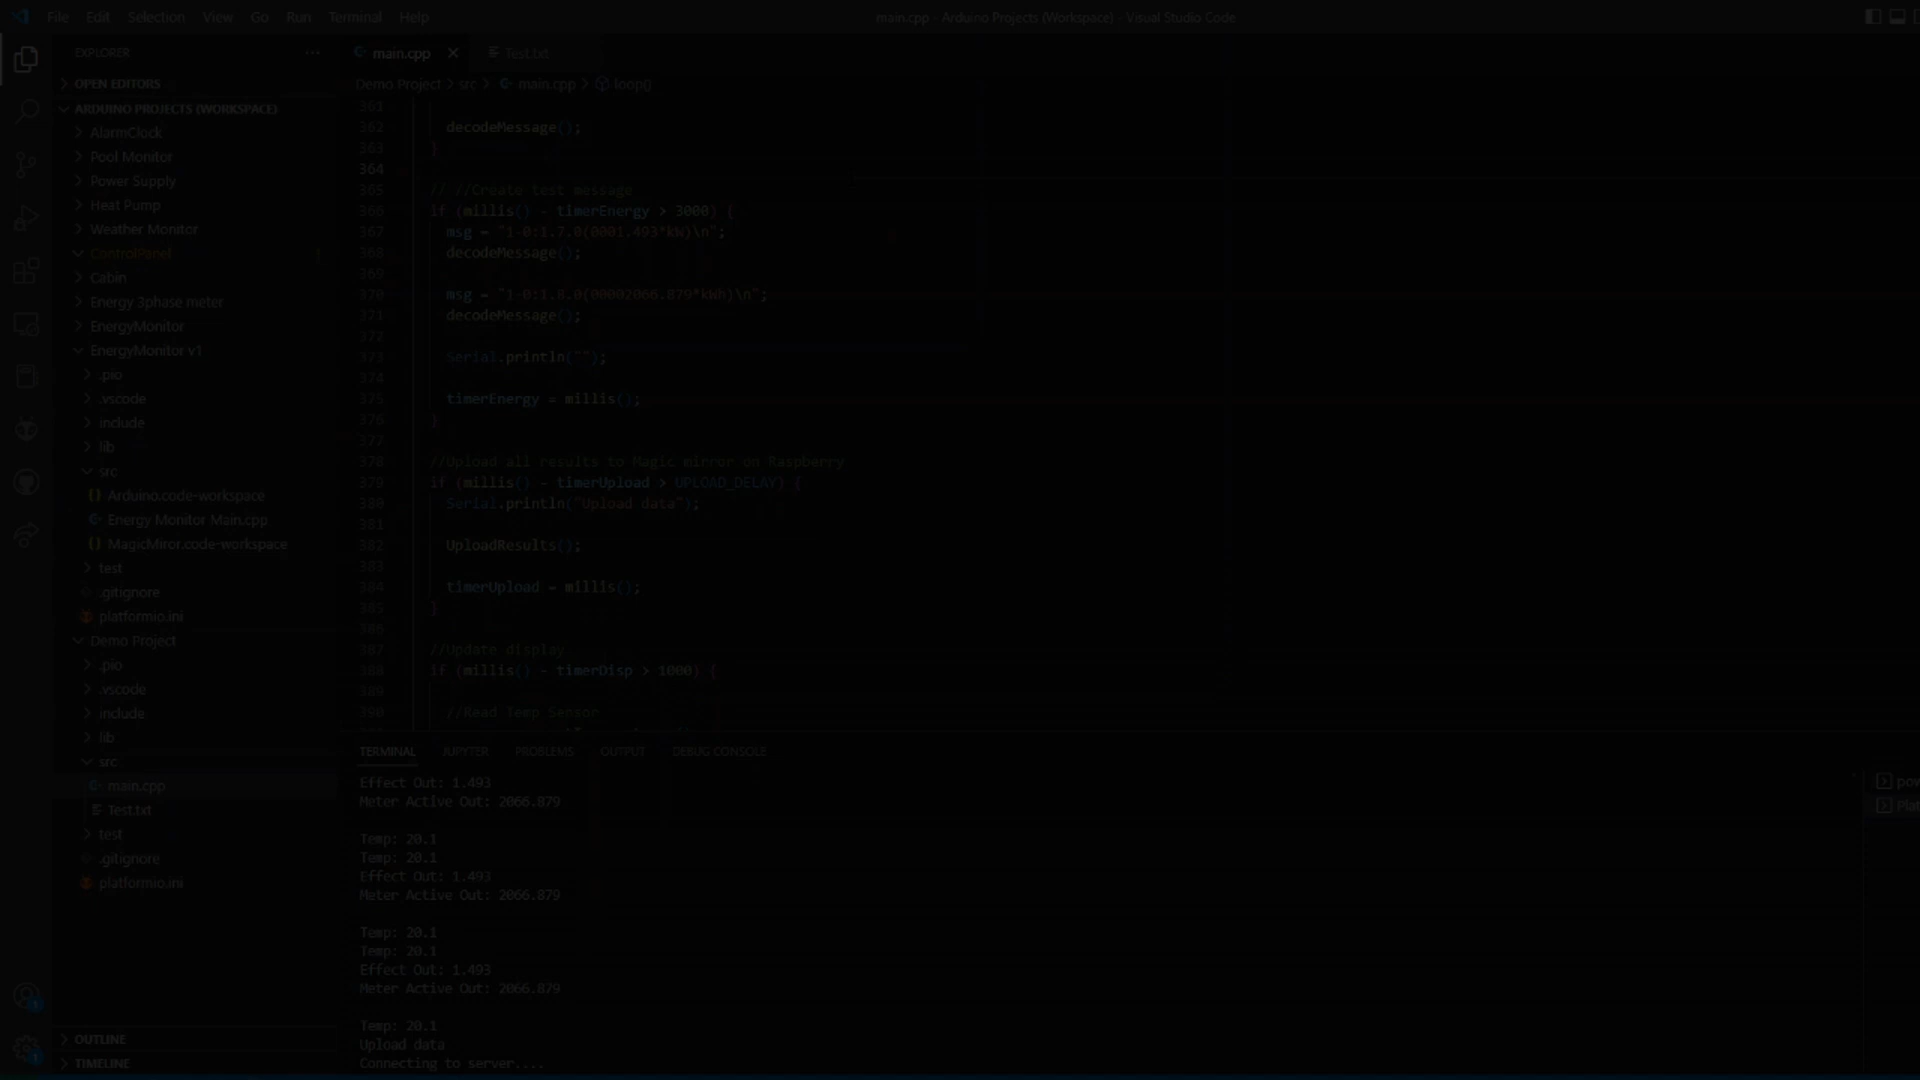 File Edit Selection View Go Run Terminal Help
main.cpp - Arduino Projects (Workspace) - Visual Studio Code
EXPLORER
OPEN EDITORS
ARDUINO PROJECTS (WORKSPACE)
AlarmClock
Pool Monitor
Power Supply
Heat Pump
Weather Monitor
ControlPanel
Cabin
Energy 3phase meter
EnergyMonitor
EnergyMonitor v1
.pio
.vscode
include
lib
src
Arduino.code-workspace
Energy Monitor Main.cpp
MagicMiror.code-workspace
test
.gitignore
platformio.ini
Demo Project
.pio
.vscode
include
lib
src
main.cpp
Test.txt
test
.gitignore
platformio.ini
OUTLINE
TIMELINE
main.cpp Test.txt
Demo Project > src > main.cpp > loop()
361
362 decodeMessage();
363 }
364
365 // //Create test message
366 if (millis() - timerEnergy > 3000) {
367 msg = "1-0:1.7.0(0001.493*kW)\n";
368 decodeMessage();
369
370 msg = "1-0:1.8.0(00002066.879*kWh)\n";
371 decodeMessage();
372
373 Serial.println("");
374
375 timerEnergy = millis();
376 }
377
378 //Upload all results to Magic mirror on Raspberry
379 if (millis() - timerUpload > UPLOAD_DELAY) {
380 Serial.println("Upload data");
381
382 UploadResults();
383
384 timerUpload = millis();
385 }
386
387 //Update display
388 if (millis() - timerDisp > 1000) {
389
390 //Read Temp Sensor
TERMINAL JUPYTER PROBLEMS OUTPUT DEBUG CONSOLE
Effect Out: 1.493
Meter Active Out: 2066.879
Temp: 20.1
Temp: 20.1
Effect Out: 1.493
Meter Active Out: 2066.879
Temp: 20.1
Temp: 20.1
Effect Out: 1.493
Meter Active Out: 2066.879
Temp: 20.1
Upload data
Connecting to server....
pow
Plat